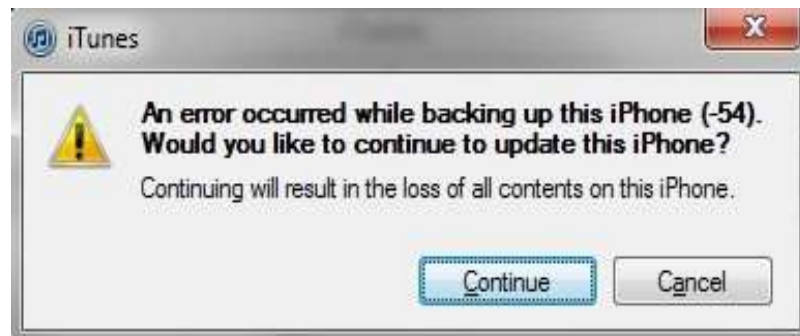 iTunes
An error occurred while backing up this iPhone (-54).
Would you like to continue to update this iPhone?
Continuing will result in the loss of all contents on this iPhone.
Continue Cancel